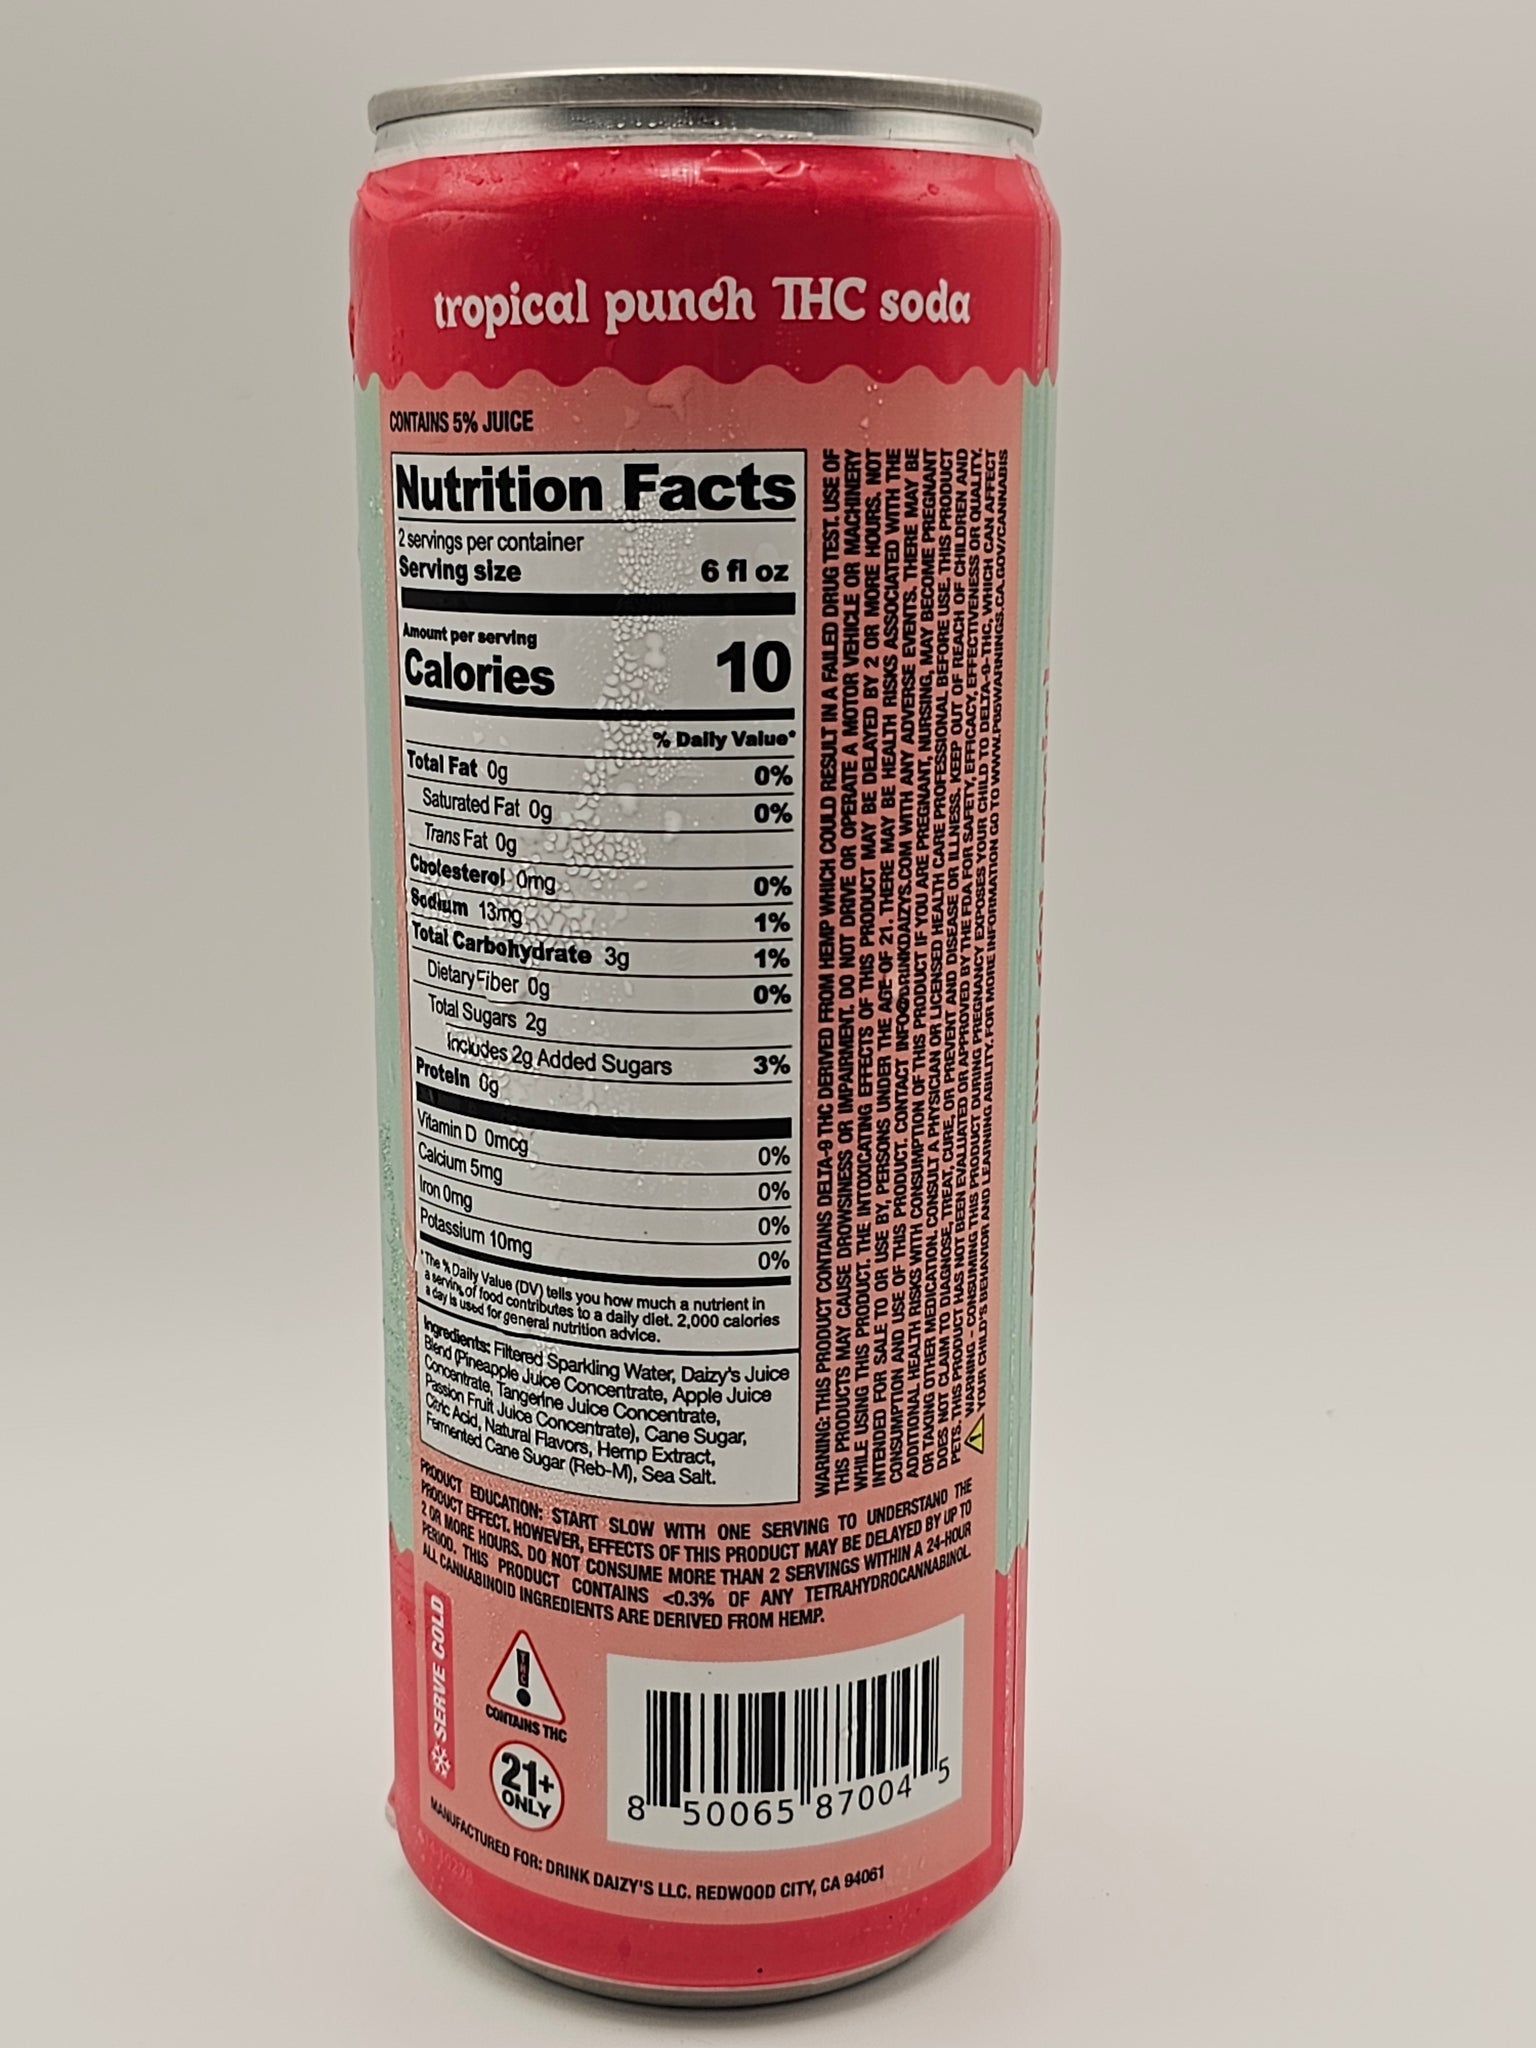 tropical punch THC soda
CONTAINS 5% JUICE
Nutrition Facts
2 servings per container
Serving size 6 fl oz
Amount per serving
Calories 10
% Daily Value*
Total Fat 0g 0%
Saturated Fat 0g 0%
Trans Fat 0g
Cholesterol 0mg 0%
Sodium 13mg 1%
Total Carbohydrate 3g 1%
Dietary Fiber 0g 0%
Total Sugars 2g
Includes 2g Added Sugars 3%
Protein 0g
Vitamin D 0mcg 0%
Calcium 5mg 0%
Iron 0mg 0%
Potassium 10mg 0%
*The % Daily Value (DV) tells you how much a nutrient in
a serving of food contributes to a daily diet. 2,000 calories
a day is used for general nutrition advice.
Ingredients: Filtered Sparkling Water, Daizy's Juice
Blend (Pineapple Juice Concentrate, Apple Juice
Concentrate, Tangerine Juice Concentrate,
Passion Fruit Juice Concentrate), Cane Sugar,
Citric Acid, Natural Flavors, Hemp Extract,
Fermented Cane Sugar (Reb-M), Sea Salt.
WARNING: THIS PRODUCT CONTAINS DELTA-9 THC DERIVED FROM HEMP WHICH COULD RESULT IN A FAILED DRUG TEST. USE OF
THIS PRODUCTS MAY CAUSE DROWSINESS OR IMPAIRMENT. DO NOT DRIVE OR OPERATE A MOTOR VEHICLE OR MACHINERY
WHILE USING THIS PRODUCT. THE INTOXICATING EFFECTS OF THIS PRODUCT MAY BE DELAYED BY 2 OR MORE HOURS. NOT
INTENDED FOR SALE TO OR USE BY, PERSONS UNDER THE AGE OF 21. THERE MAY BE HEALTH RISKS ASSOCIATED WITH THE
CONSUMPTION AND USE OF THIS PRODUCT. CONTACT INFO@DRINKDAIZYS.COM WITH ANY ADVERSE EVENTS. THERE MAY BE
ADDITIONAL HEALTH RISKS WITH CONSUMPTION OF THIS PRODUCT IF YOU ARE PREGNANT, NURSING, MAY BECOME PREGNANT
OR TAKING OTHER MEDICATION. CONSULT A PHYSICIAN OR LICENSED HEALTH CARE PROFESSIONAL BEFORE USE. THIS PRODUCT
DOES NOT CLAIM TO DIAGNOSE, TREAT, CURE, OR PREVENT AND DISEASE OR ILLNESS. KEEP OUT OF REACH OF CHILDREN AND
PETS. THIS PRODUCT HAS NOT BEEN EVALUATED OR APPROVED BY THE FDA FOR SAFETY, EFFICACY, EFFECTIVENESS OR QUALITY.
WARNING - CONSUMING THIS PRODUCT DURING PREGNANCY EXPOSES YOUR CHILD TO DELTA-9-THC, WHICH CAN AFFECT
YOUR CHILD'S BEHAVIOR AND LEARNING ABILITY. FOR MORE INFORMATION GO TO WWW.P65WARNINGS.CA.GOV/CANNABIS
PRODUCT EDUCATION: START SLOW WITH ONE SERVING TO UNDERSTAND THE
PRODUCT EFFECT. HOWEVER, EFFECTS OF THIS PRODUCT MAY BE DELAYED BY UP TO
2 OR MORE HOURS. DO NOT CONSUME MORE THAN 2 SERVINGS WITHIN A 24-HOUR
PERIOD. THIS PRODUCT CONTAINS <0.3% OF ANY TETRAHYDROCANNABINOL.
ALL CANNABINOID INGREDIENTS ARE DERIVED FROM HEMP.
SERVE COLD
THC
CONTAINS THC
21+
ONLY
8 50065 87004 5
MANUFACTURED FOR: DRINK DAIZY'S LLC. REDWOOD CITY, CA 94061